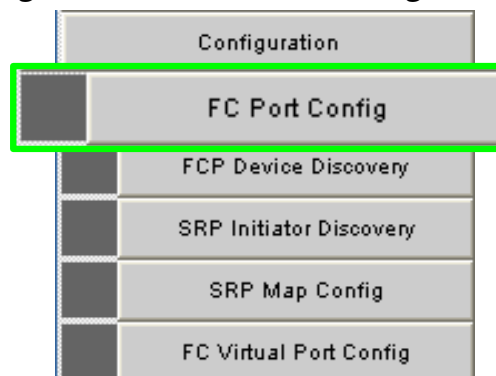 Configuration
FC Port Config
FCP Device Discovery
SRP Initiator Discovery
SRP Map Config
FC Virtual Port Config